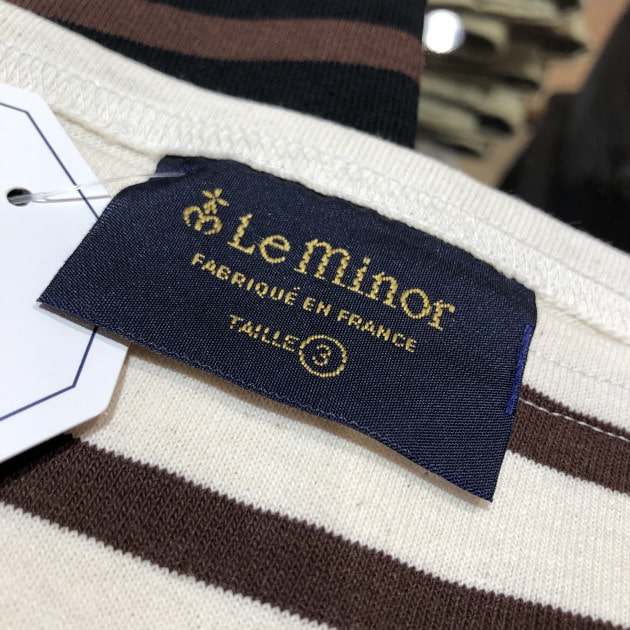 Le minor
FABRIQUÉ EN FRANCE
TAILLE 3